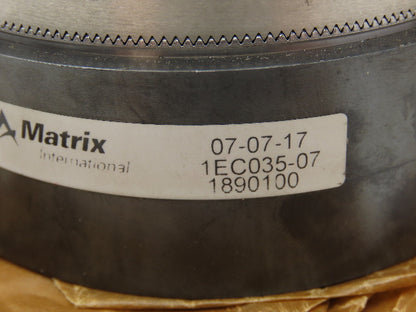 Matrix
International
07-07-17
1EC035-07
1890100